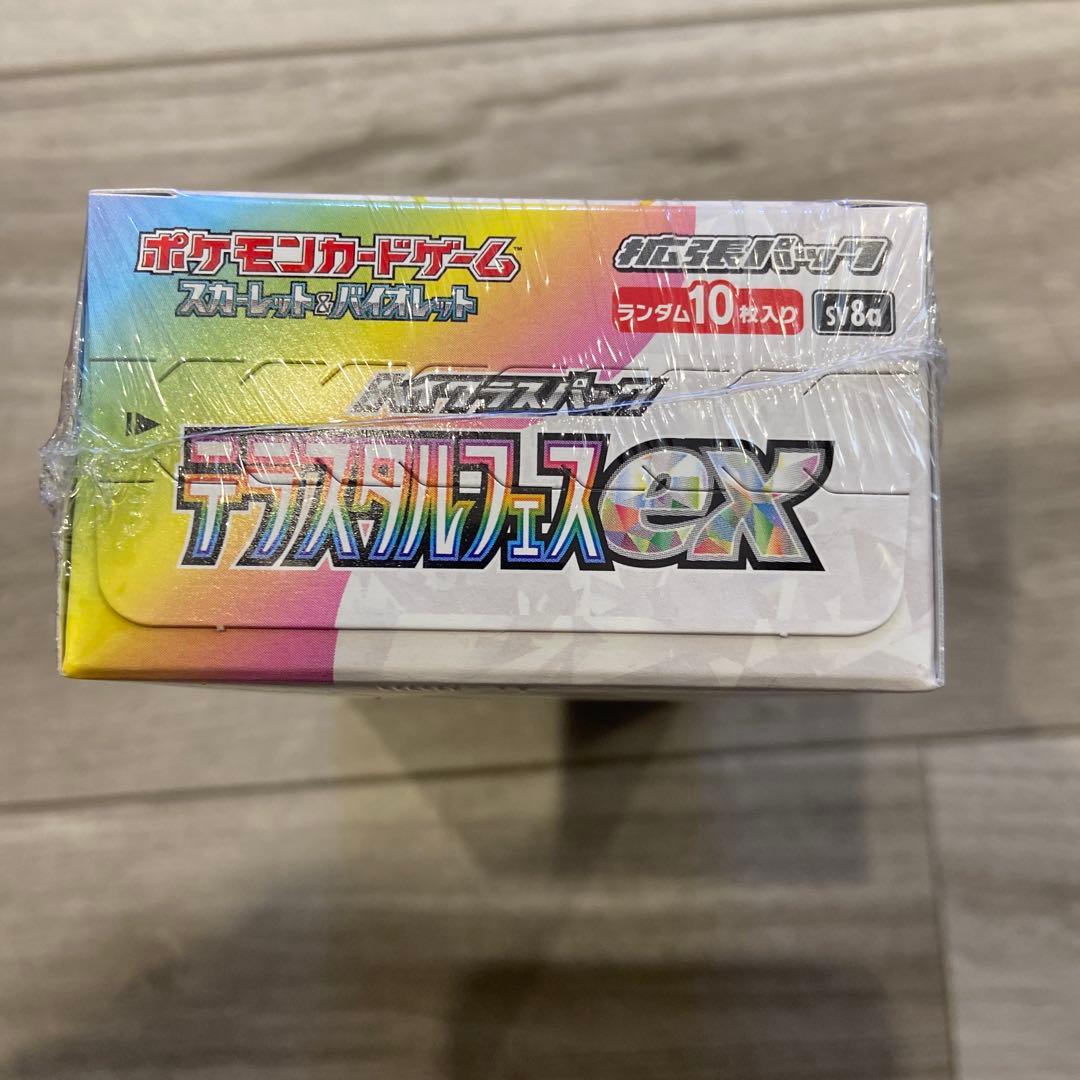 ポケモンカードゲーム™
スカーレット&バイオレット
拡張パック
ランダム10枚入り sv8a
ハイクラスパック
テラスタルフェスex